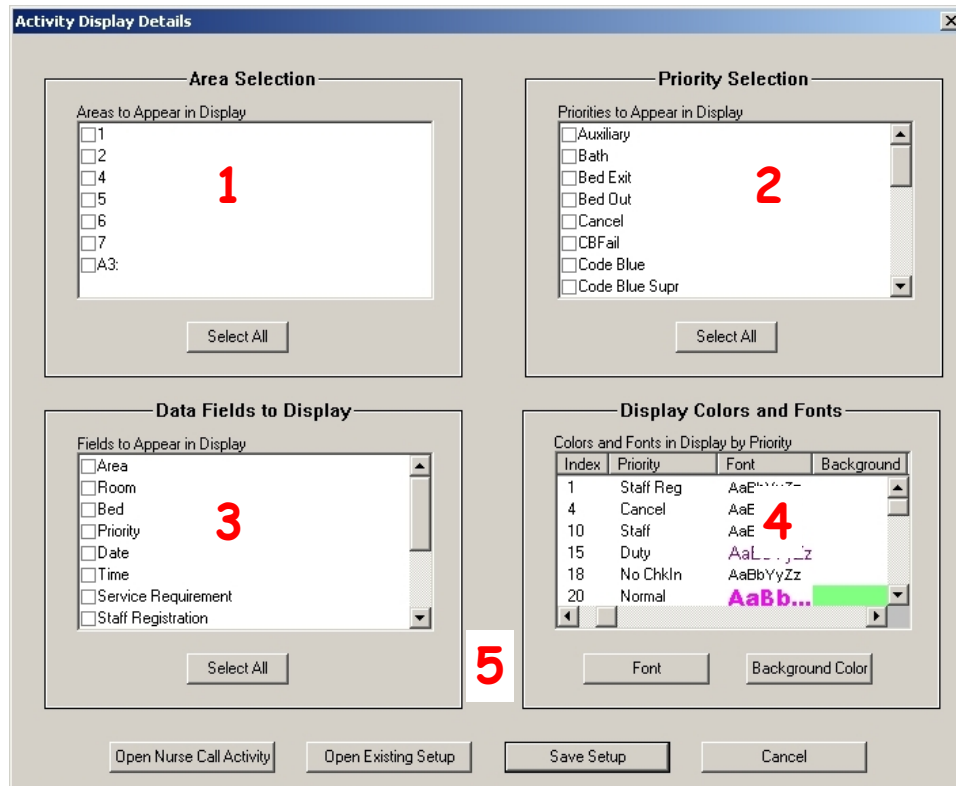 Activity Display Details
Area Selection
Areas to Appear in Display
1
2
4
5
6
7
A3:
1
Select All
Priority Selection
Priorities to Appear in Display
Auxiliary
Bath
Bed Exit
Bed Out
Cancel
CBFail
Code Blue
Code Blue Supr
2
Select All
Data Fields to Display
Fields to Appear in Display
Area
Room
Bed
Priority
Date
Time
Service Requirement
Staff Registration
3
Select All
Display Colors and Fonts
Colors and Fonts in Display by Priority
Index Priority Font Background
1 Staff Reg
4 Cancel
10 Staff
15 Duty
18 No ChkIn AaBbYyZz
20 Normal AaBb...
4
Font Background Color
5
Open Nurse Call Activity Open Existing Setup Save Setup Cancel